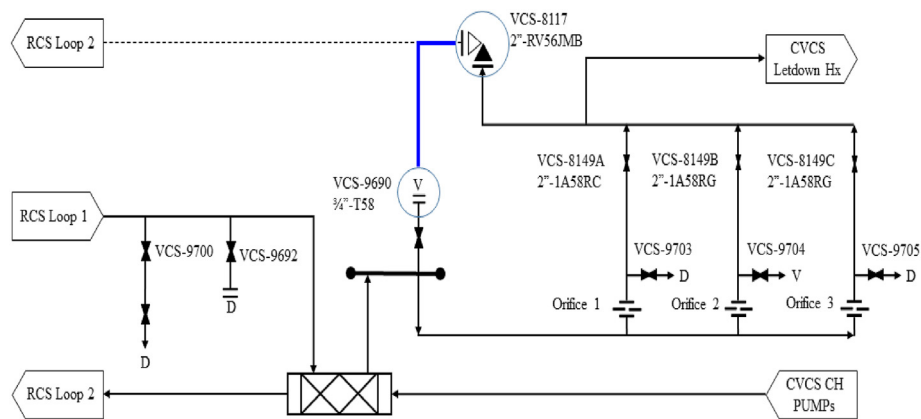 VCS-8117
2”-RV56JMB
RCS Loop 2
CVCS
Letdown Hx
VCS-8149A
2”-1A58RC
VCS-8149B
2”-1A58RG
VCS-8149C
2”-1A58RG
VCS-9690
¾”-T58
V
RCS Loop 1
VCS-9700
VCS-9692
VCS-9703
VCS-9704
VCS-9705
D
V
D
D
Orifice 1
Orifice 2
Orifice 3
D
RCS Loop 2
CVCS CH
PUMPs